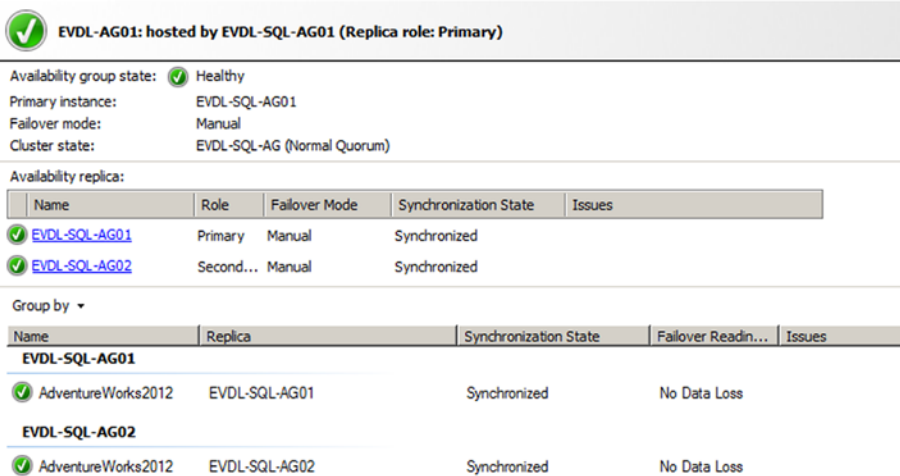 EVDL-AG01: hosted by EVDL-SQL-AG01 (Replica role: Primary)
Availability group state: Healthy
Primary instance: EVDL-SQL-AG01
Failover mode: Manual
Cluster state: EVDL-SQL-AG (Normal Quorum)
Availability replica:
Name Role Failover Mode Synchronization State Issues
EVDL-SQL-AG01 Primary Manual Synchronized
EVDL-SQL-AG02 Second... Manual Synchronized
Group by
Name Replica Synchronization State Failover Readin... Issues
EVDL-SQL-AG01
AdventureWorks2012 EVDL-SQL-AG01 Synchronized No Data Loss
EVDL-SQL-AG02
AdventureWorks2012 EVDL-SQL-AG02 Synchronized No Data Loss